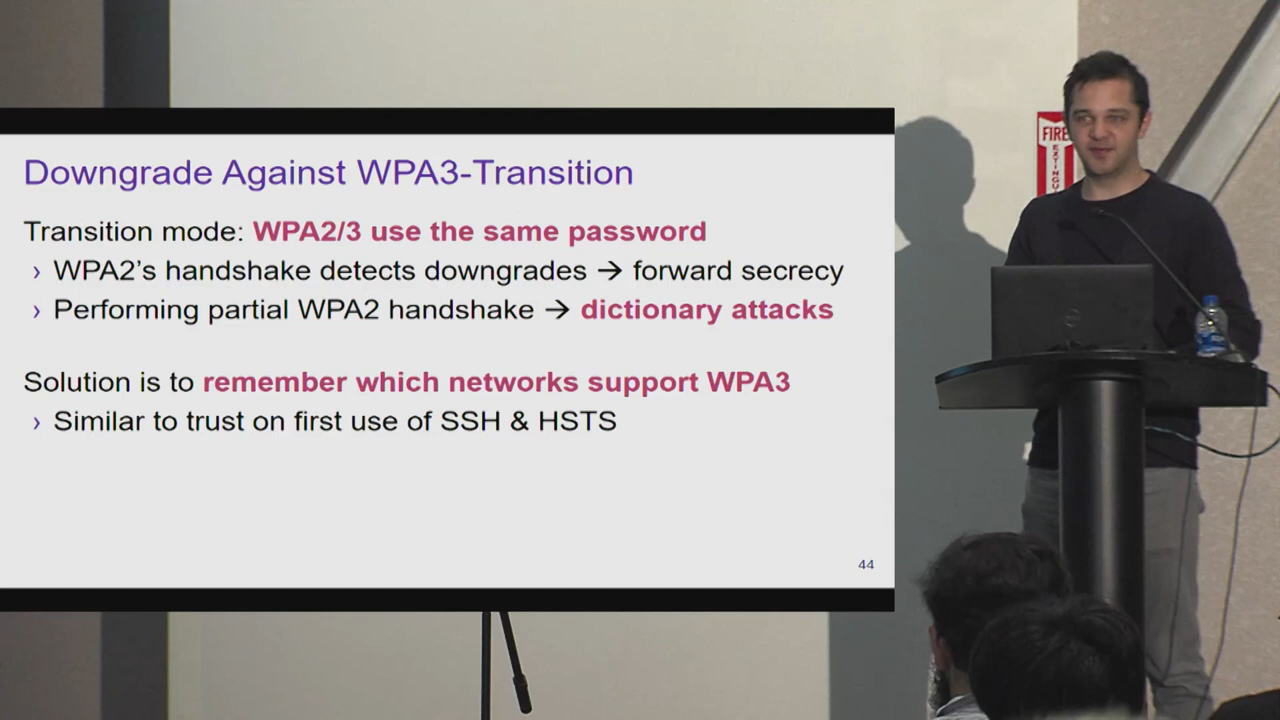 Downgrade Against WPA3-Transition
Transition mode: WPA2/3 use the same password
› WPA2's handshake detects downgrades → forward secrecy
› Performing partial WPA2 handshake → dictionary attacks
Solution is to remember which networks support WPA3
› Similar to trust on first use of SSH & HSTS
44
FIRE
EXTINGU